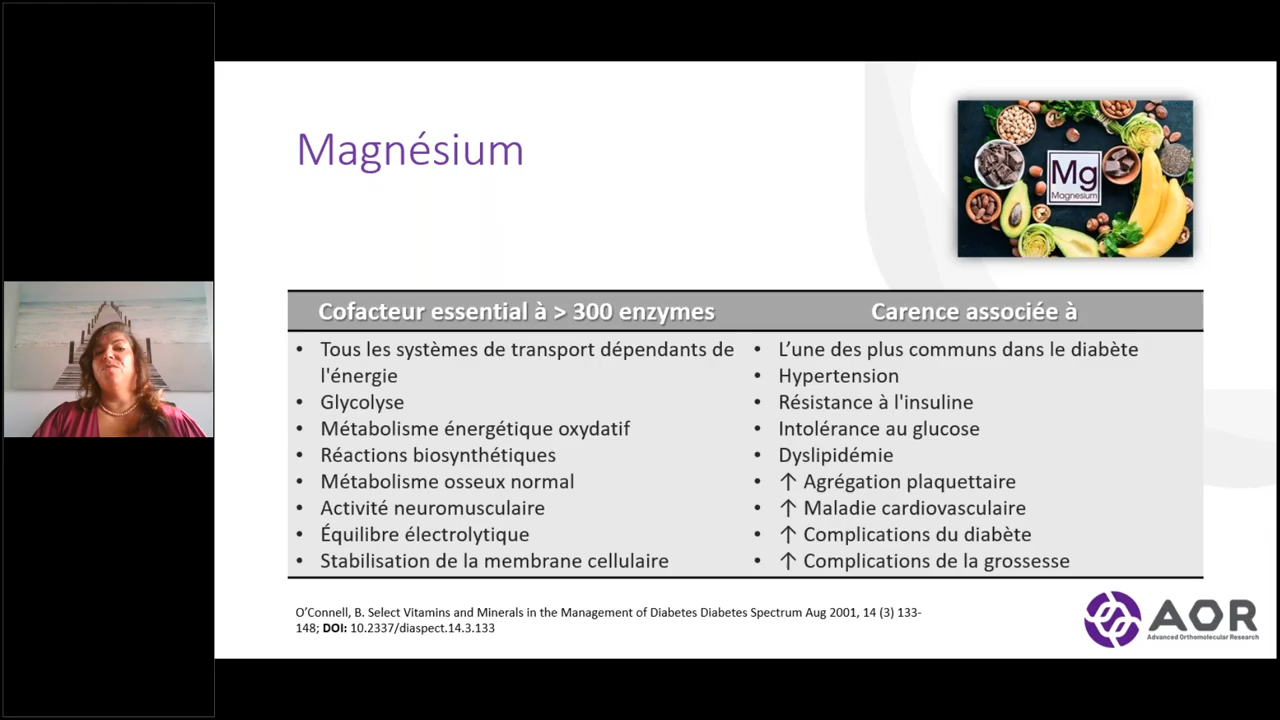 Magnésium
Mg
Magnesium
Cofacteur essential à > 300 enzymes
• Tous les systèmes de transport dépendants de
l'énergie
• Glycolyse
• Métabolisme énergétique oxydatif
• Réactions biosynthétiques
• Métabolisme osseux normal
• Activité neuromusculaire
• Équilibre électrolytique
• Stabilisation de la membrane cellulaire
Carence associée à
• L’une des plus communs dans le diabète
• Hypertension
• Résistance à l'insuline
• Intolérance au glucose
• Dyslipidémie
• ↑ Agrégation plaquettaire
• ↑ Maladie cardiovasculaire
• ↑ Complications du diabète
• ↑ Complications de la grossesse
O’Connell, B. Select Vitamins and Minerals in the Management of Diabetes Diabetes Spectrum Aug 2001, 14 (3) 133-
148; DOI: 10.2337/diaspect.14.3.133
AOR
Advanced Orthomolecular Research